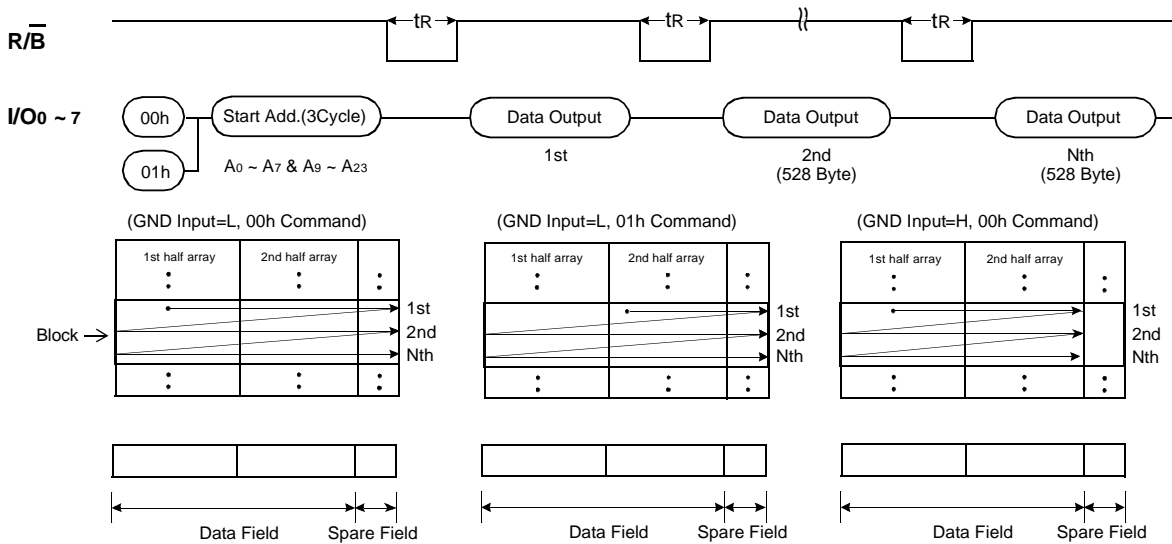 tR
tR
tR
R/B
I/O0 ~ 7
00h
Start Add.(3Cycle)
Data Output
Data Output
Data Output
01h
A0 ~ A7 & A9 ~ A23
1st
2nd
(528 Byte)
Nth
(528 Byte)
(GND Input=L, 00h Command)
1st half array
2nd half array
Block
1st
2nd
Nth
(GND Input=L, 01h Command)
1st half array
2nd half array
1st
2nd
Nth
(GND Input=H, 00h Command)
1st half array
2nd half array
1st
2nd
Nth
Data Field
Spare Field
Data Field
Spare Field
Data Field
Spare Field